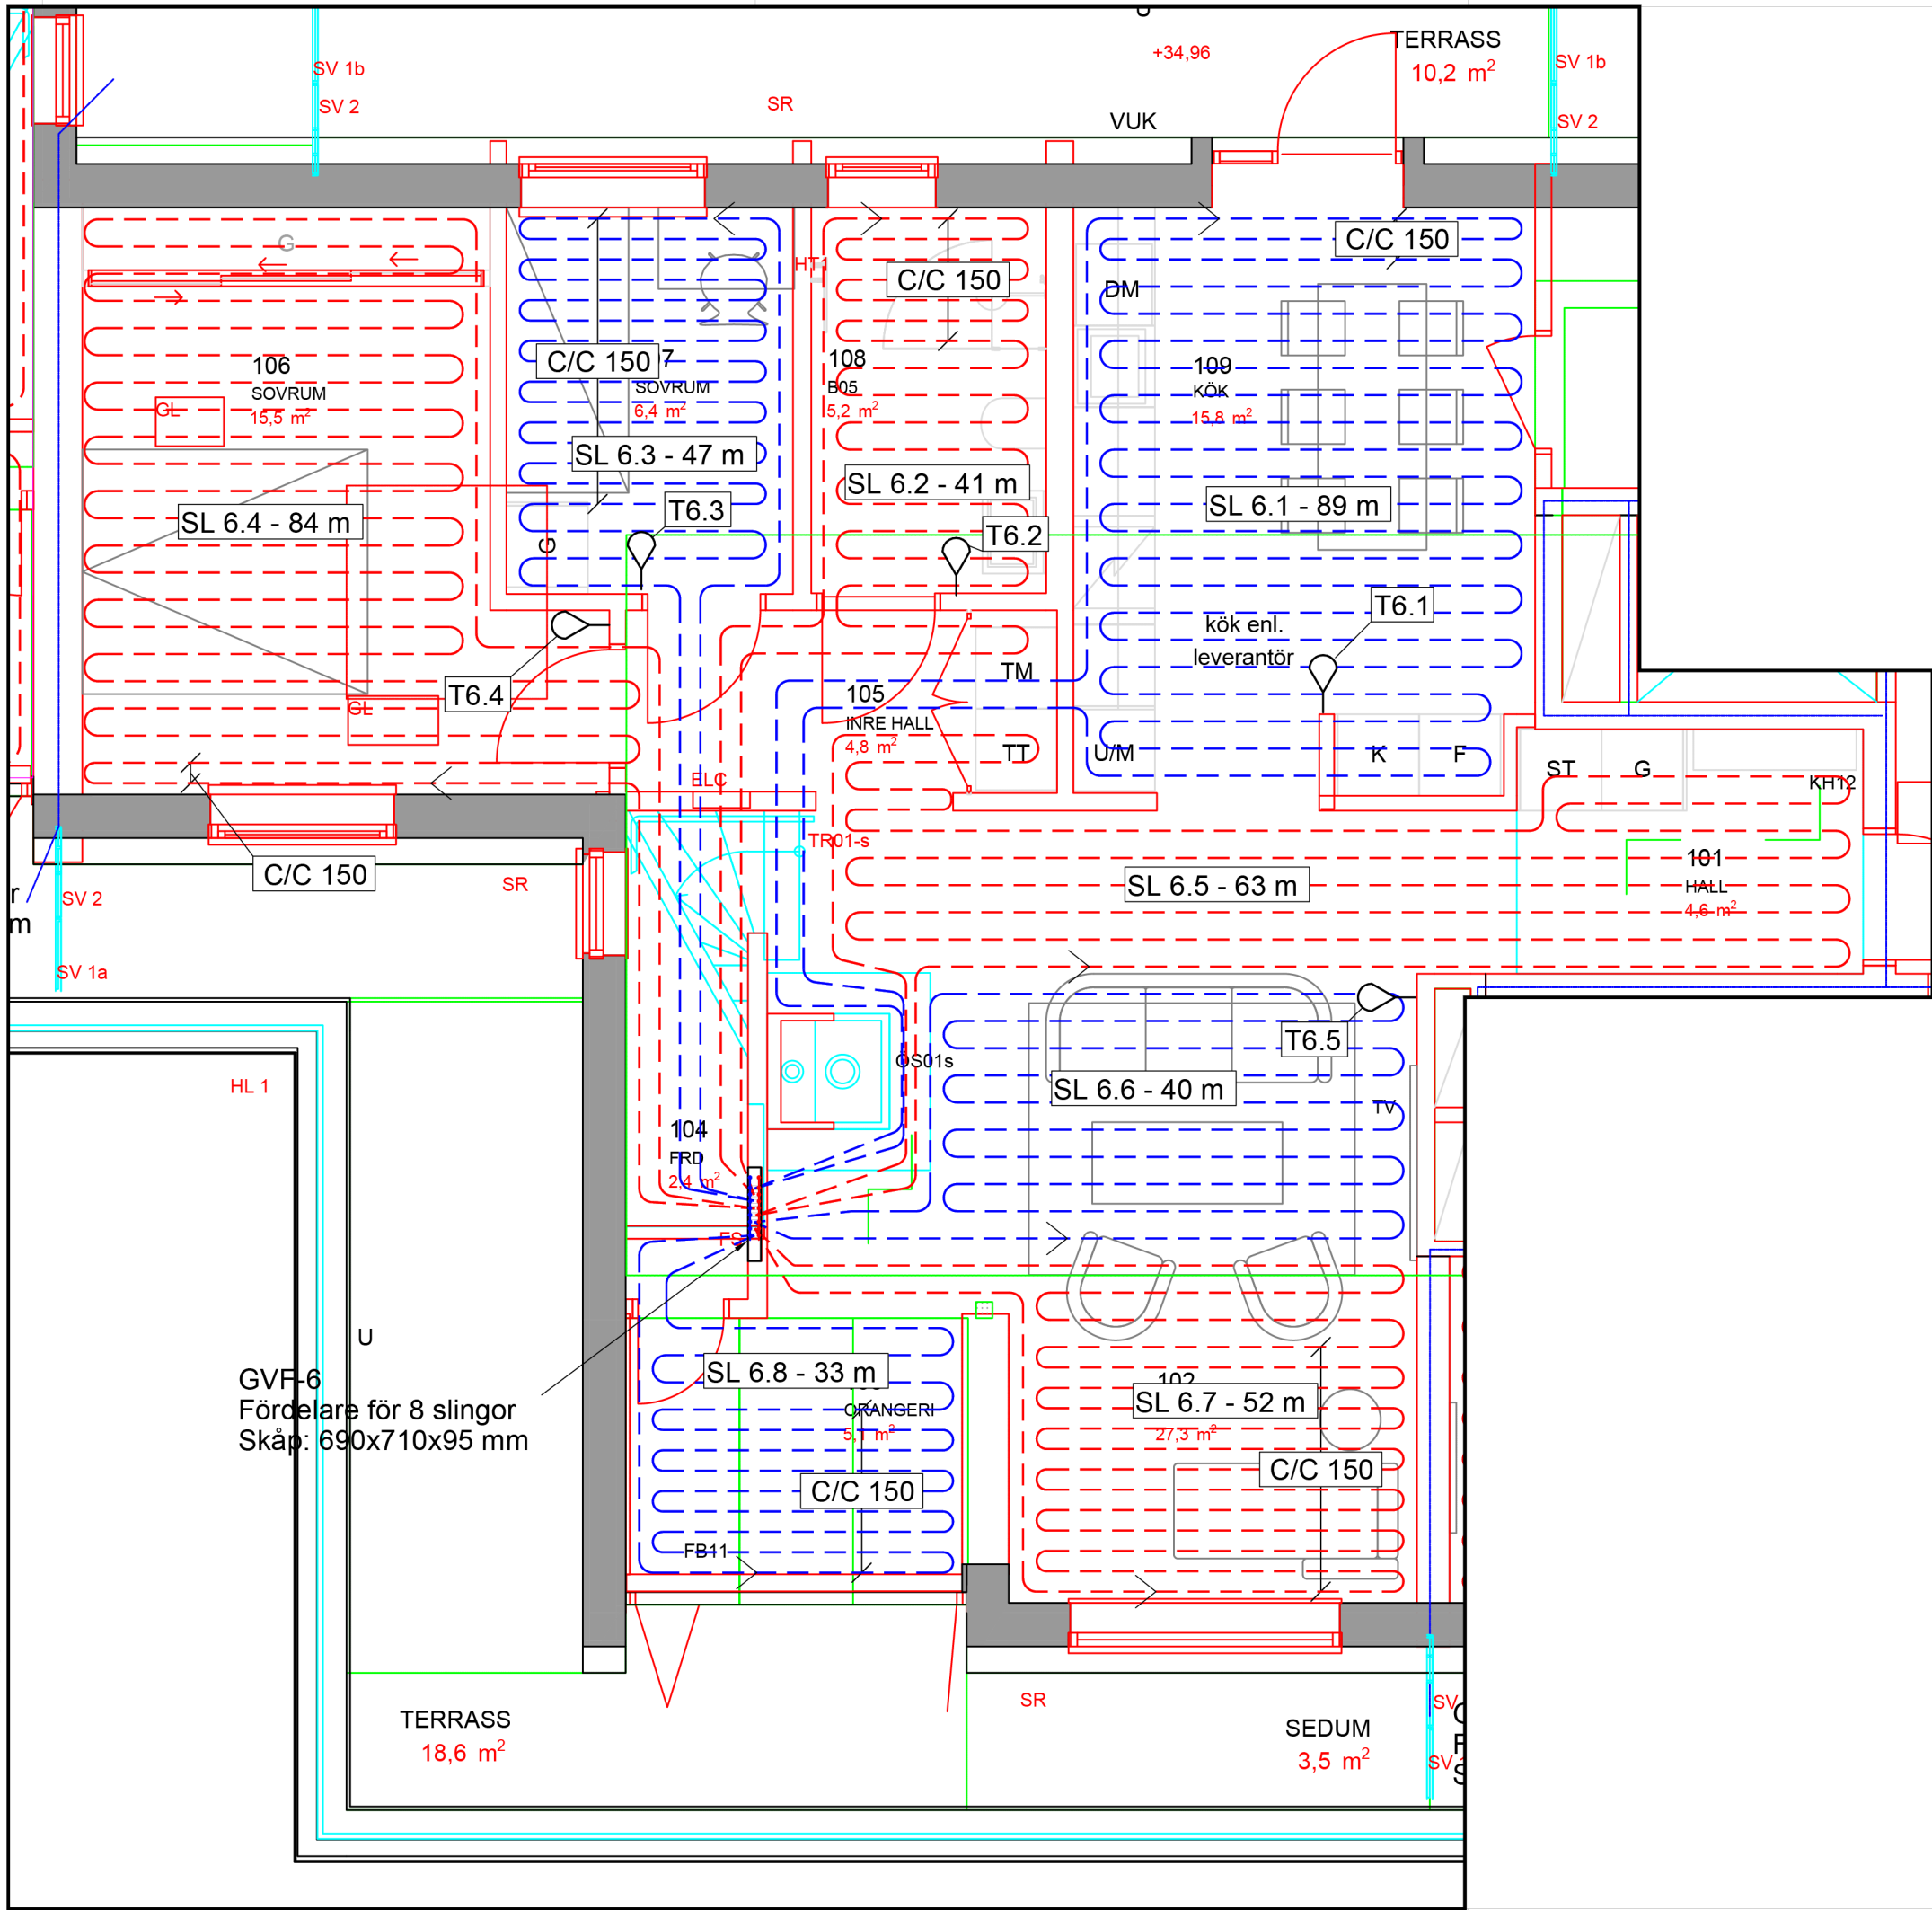 U
TERRASS
10,2 m²
+34,96
SV 1b
SV 2
SR
VUK
SV 1b
SV 2
C/C 150
G
HT1
C/C 150
DM
106
SOVRUM
15,5 m²
GL
C/C 150
7
SOVRUM
6,4 m²
108
B05
5,2 m²
109
KÖK
15,8 m²
SL 6.3 - 47 m
SL 6.2 - 41 m
SL 6.1 - 89 m
SL 6.4 - 84 m
T6.3
T6.2
G
T6.1
kök enl.
leverantör
T6.4
GL
105
INRE HALL
4,8 m²
TM
TT
U/M
K
F
ST
G
KH12
ELC
TR01-s
101
HALL
4,6 m²
C/C 150
SR
SL 6.5 - 63 m
r
m
SV 2
SV 1a
T6.5
ÖS01s
SL 6.6 - 40 m
TV
HL 1
104
FRD
2,4 m²
FS
U
GVF-6
Fördelare för 8 slingor
Skåp: 690x710x95 mm
SL 6.8 - 33 m
ORANGERI
5,1 m²
102
SL 6.7 - 52 m
27,3 m²
C/C 150
C/C 150
FB11
TERRASS
18,6 m²
SR
SEDUM
3,5 m²
SV
SV